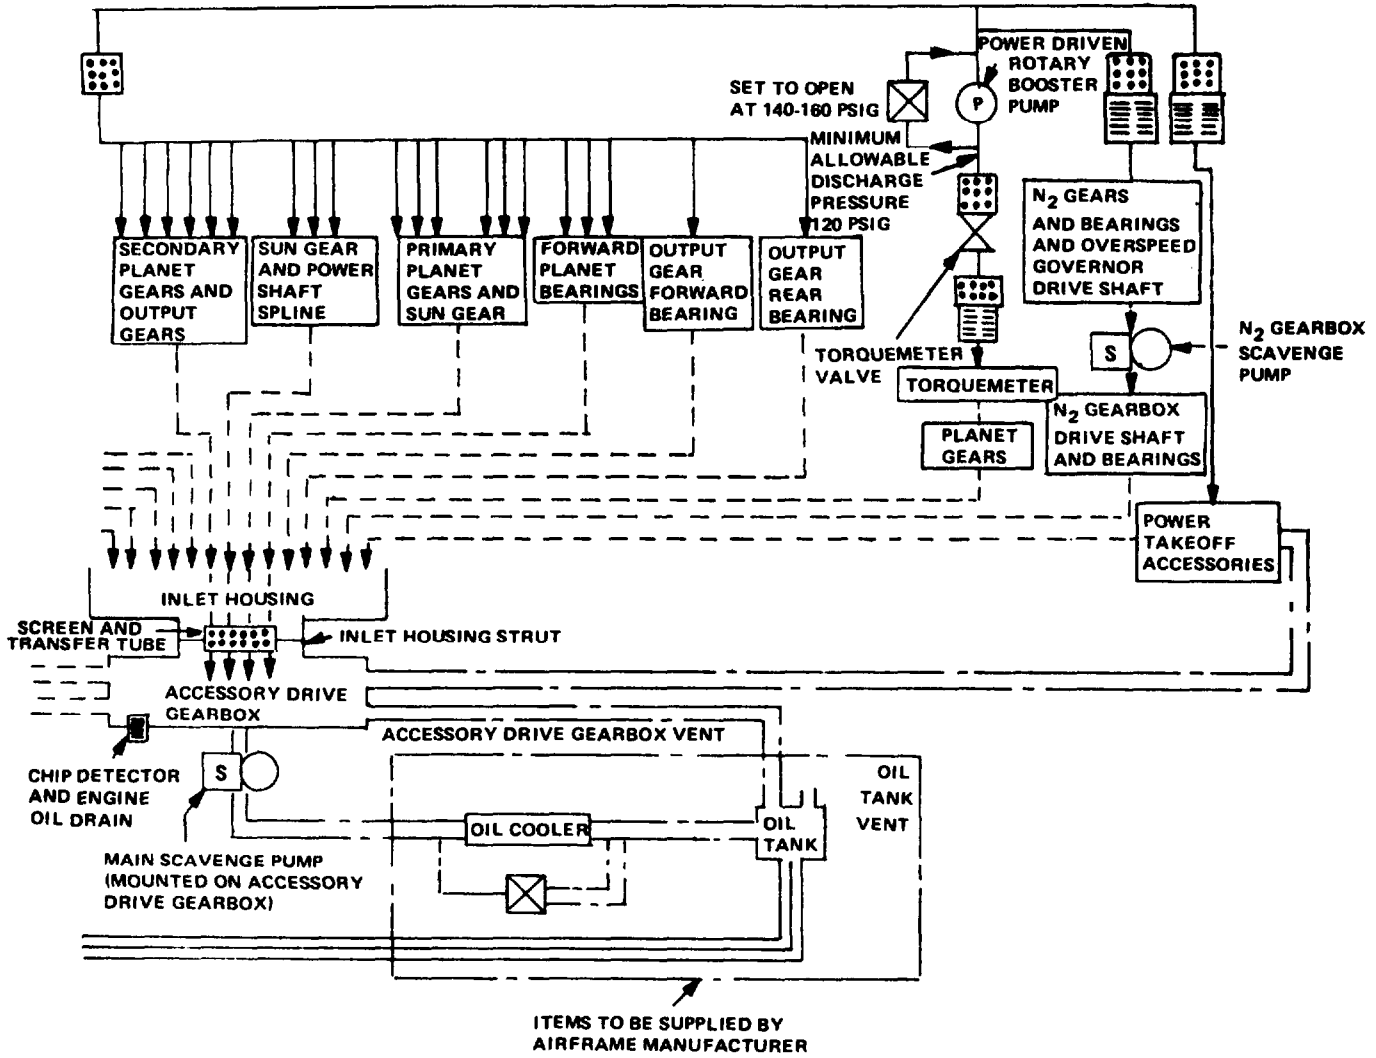 POWER DRIVEN
ROTARY
BOOSTER
PUMP
P
SET TO OPEN
AT 140-160 PSIG
MINIMUM
ALLOWABLE
DISCHARGE
PRESSURE
120 PSIG
SECONDARY
PLANET
GEARS AND
OUTPUT
GEARS
SUN GEAR
AND POWER
SHAFT
SPLINE
PRIMARY
PLANET
GEARS AND
SUN GEAR
FORWARD
PLANET
BEARINGS
OUTPUT
GEAR
FORWARD
BEARING
OUTPUT
GEAR
REAR
BEARING
N2 GEARS
AND BEARINGS
AND OVERSPEED
GOVERNOR
DRIVE SHAFT
S
N2 GEARBOX
SCAVENGE
PUMP
TORQUEMETER
VALVE
TORQUEMETER
PLANET
GEARS
N2 GEARBOX
DRIVE SHAFT
AND BEARINGS
POWER
TAKEOFF
ACCESSORIES
INLET HOUSING
SCREEN AND
TRANSFER TUBE
INLET HOUSING STRUT
ACCESSORY DRIVE
GEARBOX
ACCESSORY DRIVE GEARBOX VENT
CHIP DETECTOR
AND ENGINE
OIL DRAIN
S
OIL
TANK
VENT
OIL COOLER
OIL
TANK
MAIN SCAVENGE PUMP
(MOUNTED ON ACCESSORY
DRIVE GEARBOX)
ITEMS TO BE SUPPLIED BY
AIRFRAME MANUFACTURER